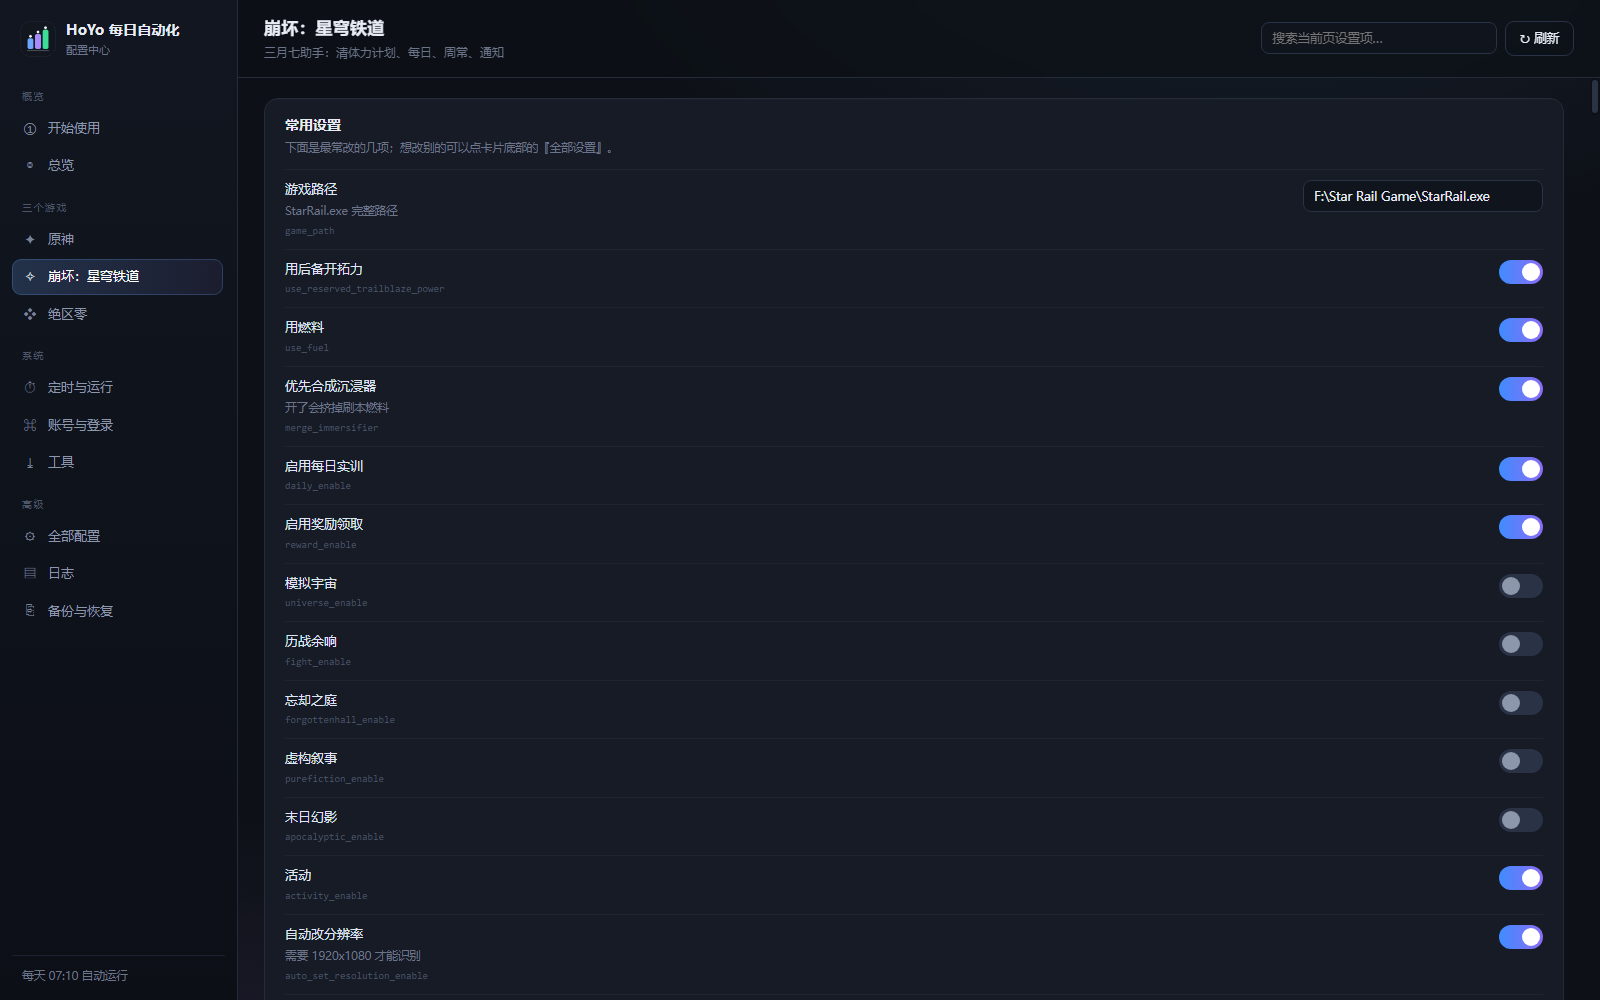 HoYo 每日自动化
配置中心
概览
① 开始使用
总览
三个游戏
原神
崩坏：星穹铁道
绝区零
系统
定时与运行
账号与登录
工具
高级
全部配置
日志
备份与恢复
每天 07:10 自动运行
崩坏：星穹铁道
三月七助手：清体力计划、每日、周常、通知
搜索当前页设置项...
↻ 刷新
常用设置
下面是最常改的几项；想改别的可以点卡片底部的『全部设置』。
游戏路径
StarRail.exe 完整路径
game_path
F:\Star Rail Game\StarRail.exe
用后备开拓力
use_reserved_trailblaze_power
用燃料
use_fuel
优先合成沉浸器
开了会挤掉刷本燃料
merge_immersifier
启用每日实训
daily_enable
启用奖励领取
reward_enable
模拟宇宙
universe_enable
历战余响
fight_enable
忘却之庭
forgottenhall_enable
虚构叙事
purefiction_enable
末日幻影
apocalyptic_enable
活动
activity_enable
自动改分辨率
需要 1920x1080 才能识别
auto_set_resolution_enable